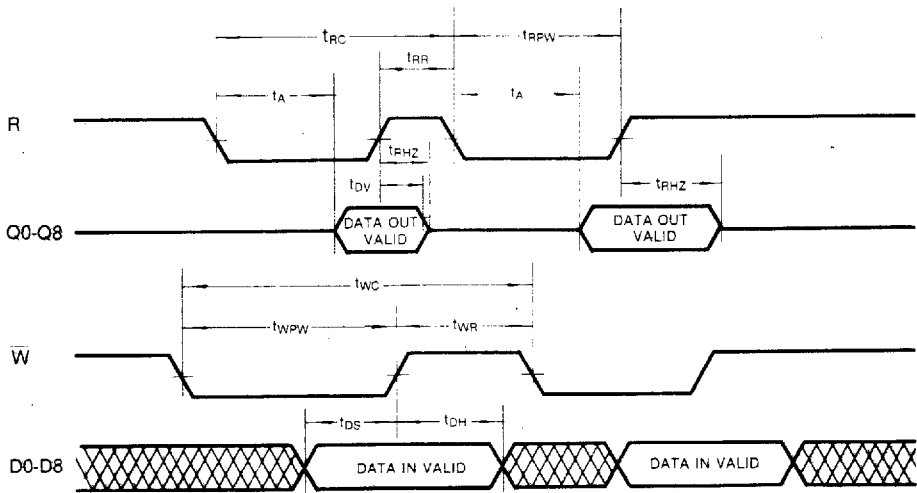 tRC
tRPW
tRR
tA
tA
R
tRHZ
tDV
tRHZ
Q0-Q8
DATA OUT
VALID
DATA OUT
VALID
tWC
tWPW
tWR
W
tDS
tDH
D0-D8
DATA IN VALID
DATA IN VALID